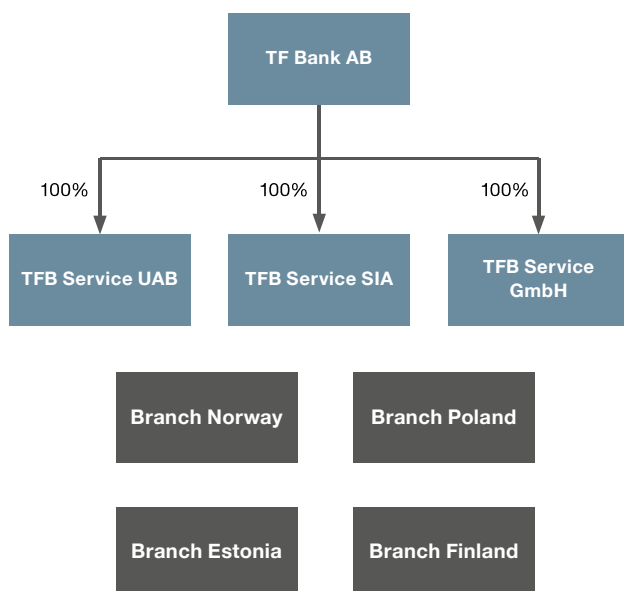 TF Bank AB
100%
100%
100%
TFB Service UAB
TFB Service SIA
TFB Service
GmbH
Branch Norway
Branch Poland
Branch Estonia
Branch Finland